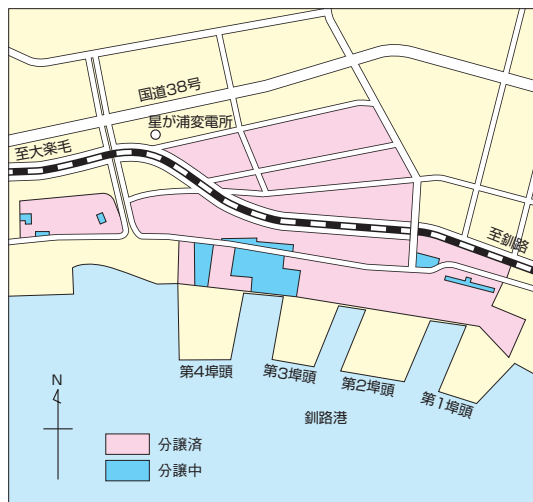 国道38号
星が浦変電所
至大楽毛
至釧路
第4埠頭
第3埠頭
第2埠頭
第1埠頭
釧路港
N
分譲済
分譲中